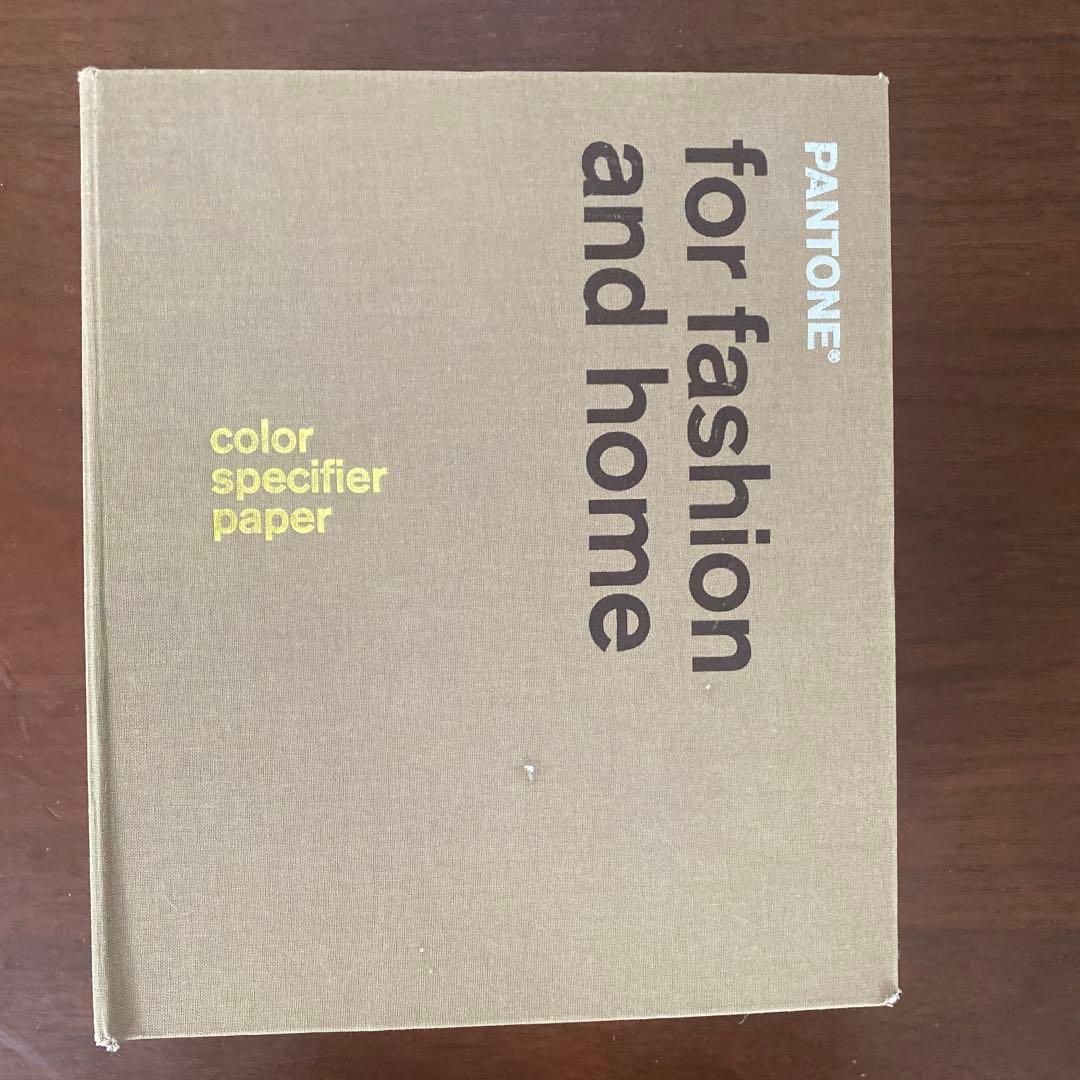 PANTONE®
for fashion
and home
color
specifier
paper